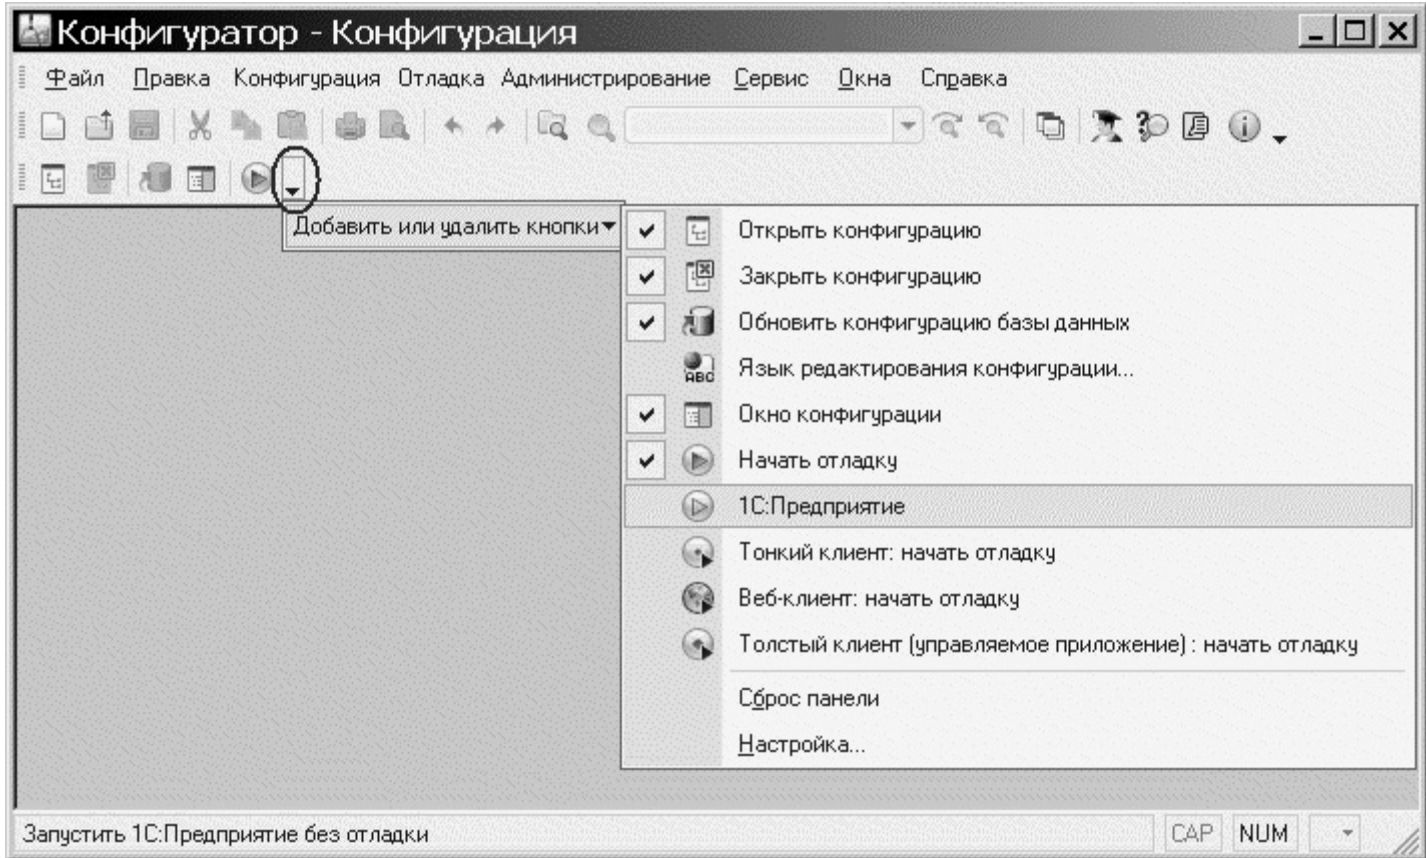 Конфигуратор - Конфигурация
Файл Правка Конфигурация Отладка Администрирование Сервис Окна Справка
Добавить или удалить кнопки
Открыть конфигурацию
Закрыть конфигурацию
Обновить конфигурацию базы данных
ABC Язык редактирования конфигурации...
Окно конфигурации
Начать отладку
1С:Предприятие
Тонкий клиент: начать отладку
Веб-клиент: начать отладку
Толстый клиент (управляемое приложение) : начать отладку
Сброс панели
Настройка...
Запустить 1С:Предприятие без отладки CAP NUM